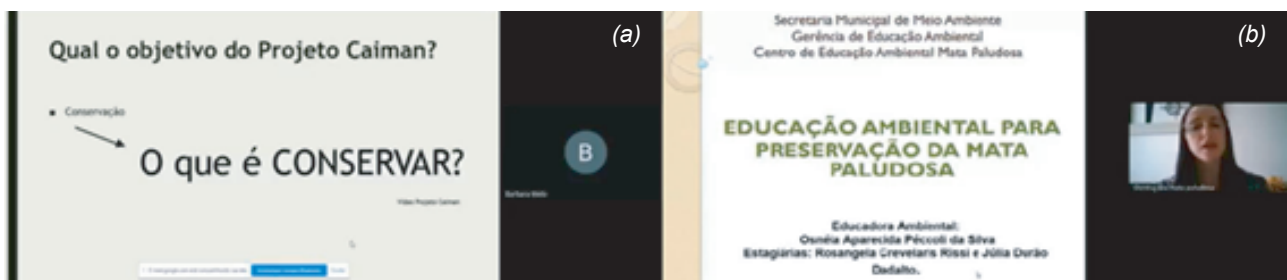 (a)
Qual o objetivo do Projeto Caiman?
Conservação
O que é CONSERVAR?
Vídeo Projeto Caiman
B
Barbara Melo
(b)
Secretaria Municipal de Meio Ambiente
Gerência de Educação Ambiental
Centro de Educação Ambiental Mata Paludosa
EDUCAÇÃO AMBIENTAL PARA
PRESERVAÇÃO DA MATA
PALUDOSA
Educadora Ambiental:
Osnéia Aparecida Péccoli da Silva
Estagiárias: Rosangela Crevelaris Rissi e Júlia Durão
Dadalto.